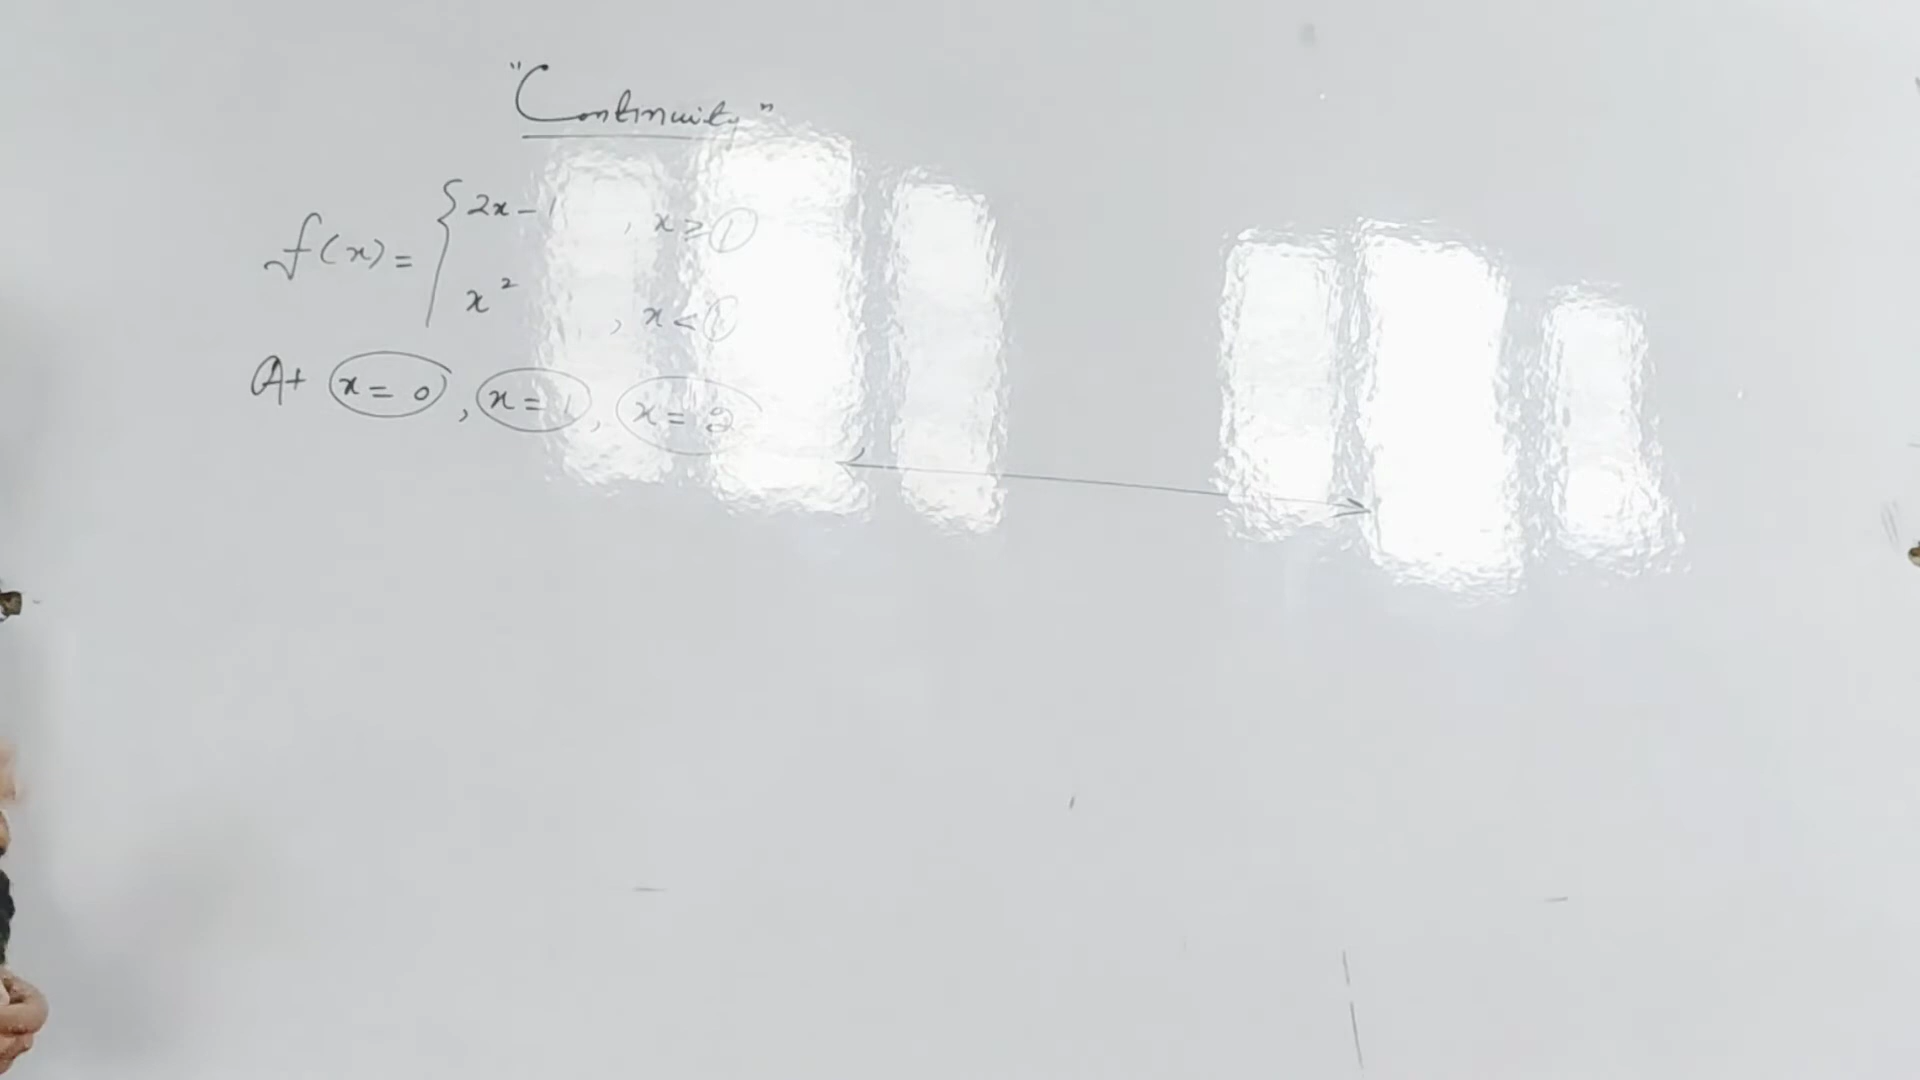 "Continuity"
f(x) = { 2x - 1 , x ≥ 1
x² , x < 1
At x = 0 , x = 1 , x = 2